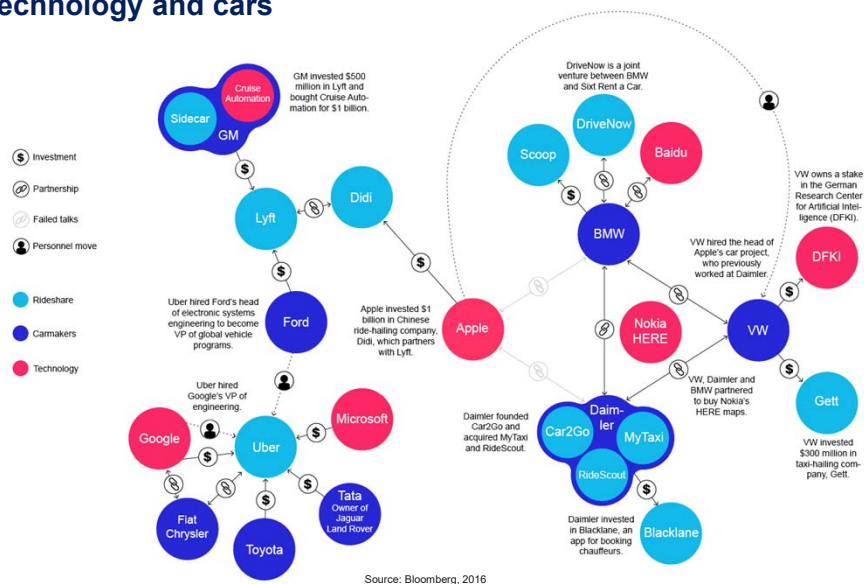 echnology and cars
Cruise
Automation
Sidecar
GM
GM invested $500
million in Lyft and
bought Cruise Auto-
mation for $1 billion.
DriveNow is a joint
venture between BMW
and Sixt Rent a Car.
Investment
Partnership
Failed talks
Personnel move
Rideshare
Carmakers
Technology
Lyft
Didi
Scoop
DriveNow
Baidu
BMW
VW owns a stake
in the German
Research Center
for Artificial Intel-
ligence (DFKI).
VW hired the head of
Apple's car project,
who previously
worked at Daimler.
DFKI
Uber hired Ford's head
of electronic systems
engineering to become
VP of global vehicle
programs.
Ford
Apple invested $1
billion in Chinese
ride-hailing company,
Didi, which partners
with Lyft.
Apple
Nokia
HERE
VW
VW, Daimler and
BMW partnered
to buy Nokia's
HERE maps.
Gett
VW invested
$300 million in
taxi-hailing com-
pany, Gett.
Uber hired
Google's VP of
engineering.
Google
Uber
Microsoft
Fiat
Chrysler
Toyota
Tata
Owner of
Jaguar
Land Rover
Daimler founded
Car2Go and
acquired MyTaxi
and RideScout.
Daim-
ler
Car2Go
MyTaxi
RideScout
Daimler invested
in Blacklane, an
app for booking
chauffeurs.
Blacklane
Source: Bloomberg, 2016
$
$
$
$
$
$
$
$
$
$
$
$